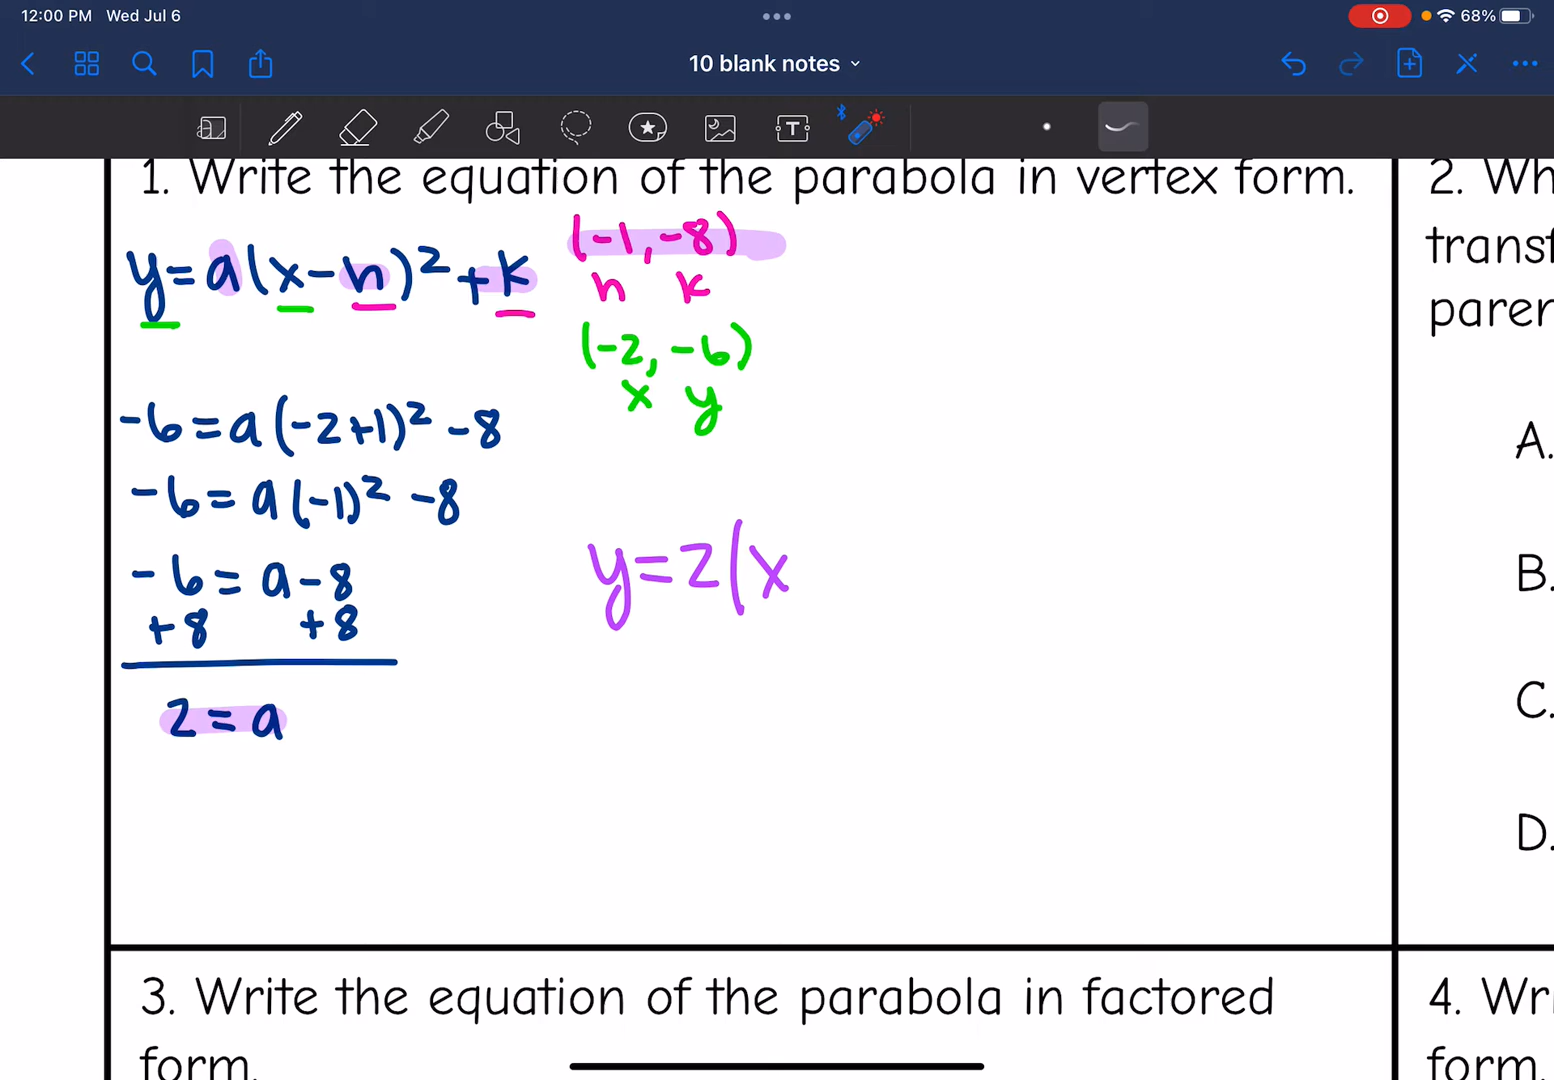 12:00 PM Wed Jul 6
68%
10 blank notes
1. Write the equation of the parabola in vertex form.
2. Wh
transf
paren
y=a(x-h)²+k
(-1,-8)
h k
(-2,-6)
x y
-6=a(-2+1)²-8
-6=a(-1)²-8
-6=a-8
+8 +8
2=a
y=2(x
A.
B.
C.
D.
3. Write the equation of the parabola in factored
form.
4. Wr
form.